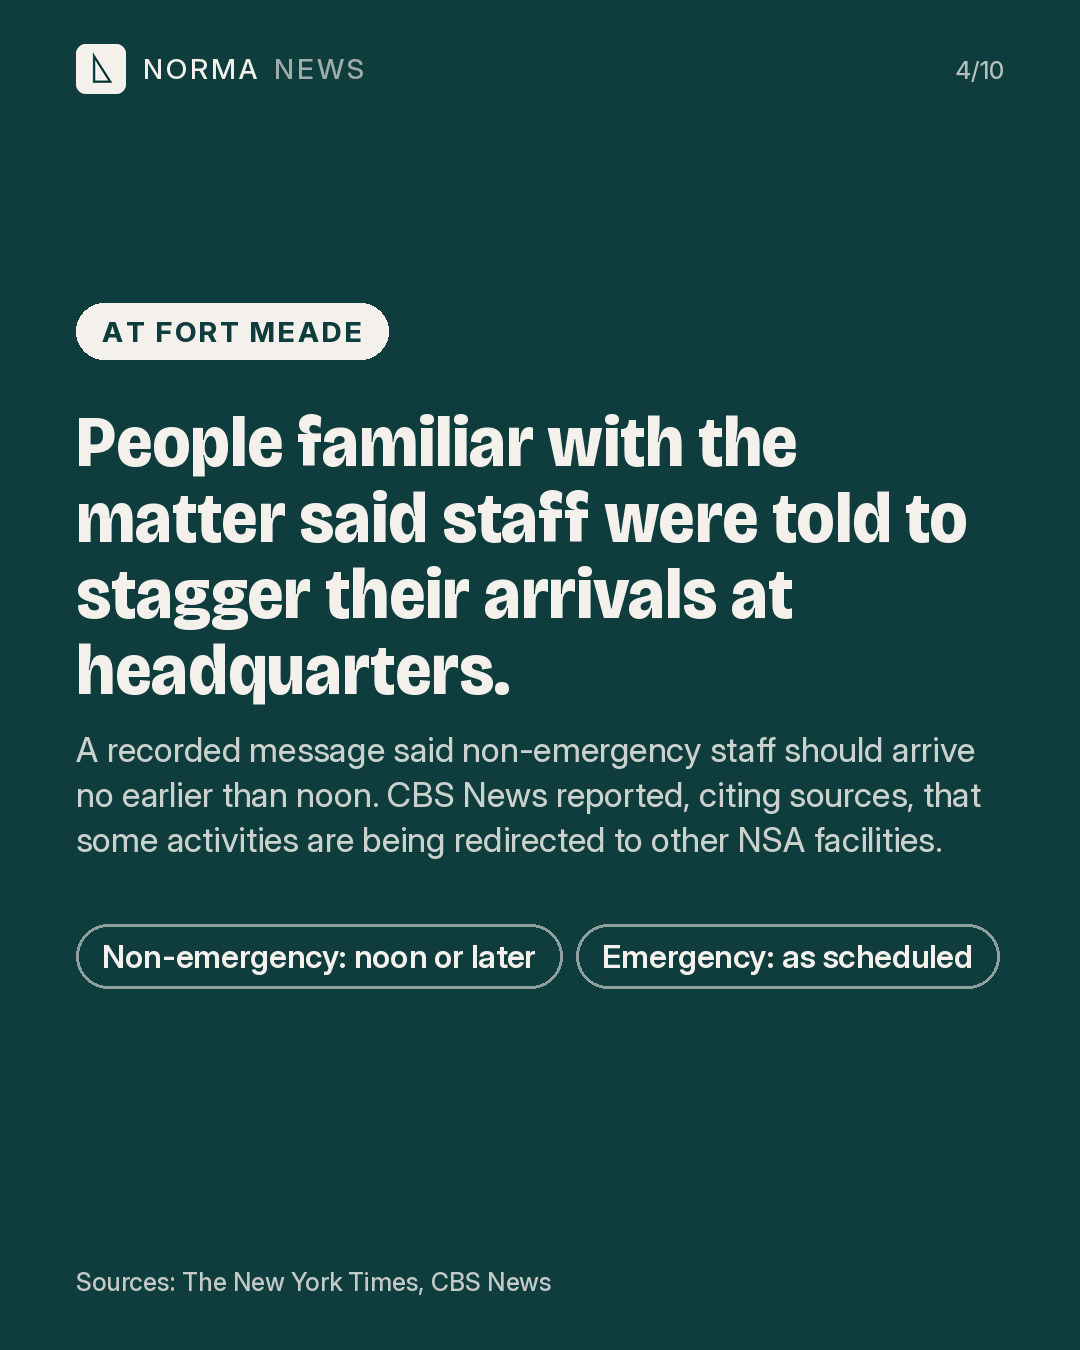 NORMA NEWS
4/10
AT FORT MEADE
People familiar with the
matter said staff were told to
stagger their arrivals at
headquarters.
A recorded message said non-emergency staff should arrive
no earlier than noon. CBS News reported, citing sources, that
some activities are being redirected to other NSA facilities.
Non-emergency: noon or later
Emergency: as scheduled
Sources: The New York Times, CBS News